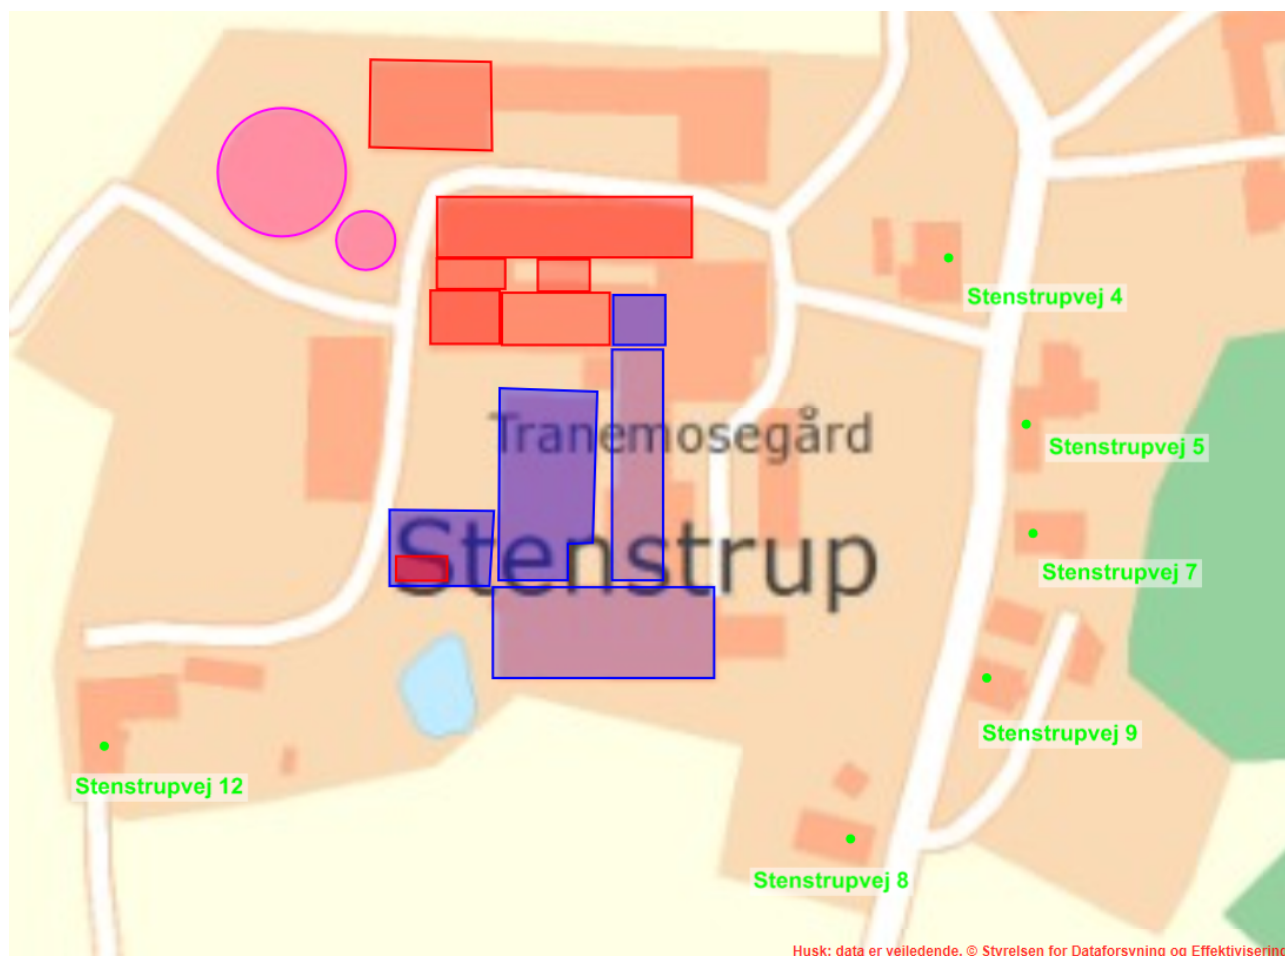 Stenstrupvej 4
Tranemosegård
Stenstrupvej 5
Stenstrup
Stenstrupvej 7
Stenstrupvej 9
Stenstrupvej 12
Stenstrupvej 8
Husk: data er vejledende. © Styrelsen for Dataforsyning og Effektivisering